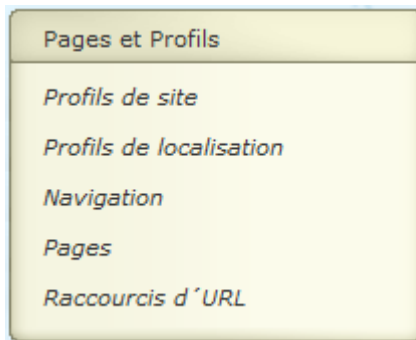 Pages et Profils
Profils de site
Profils de localisation
Navigation
Pages
Raccourcis d´URL